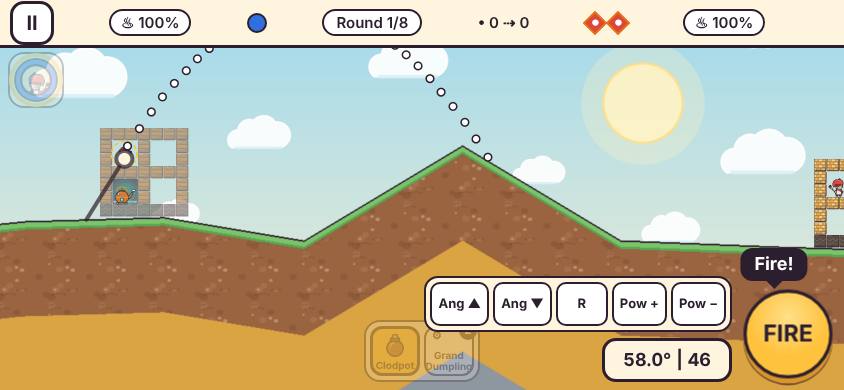 ♨ 100%
Round 1/8
• 0 ⇢ 0
♨ 100%
Fire!
Ang ▲
Ang ▼
R
Pow +
Pow −
FIRE
58.0° | 46
Clodpot
Grand
Dumpling